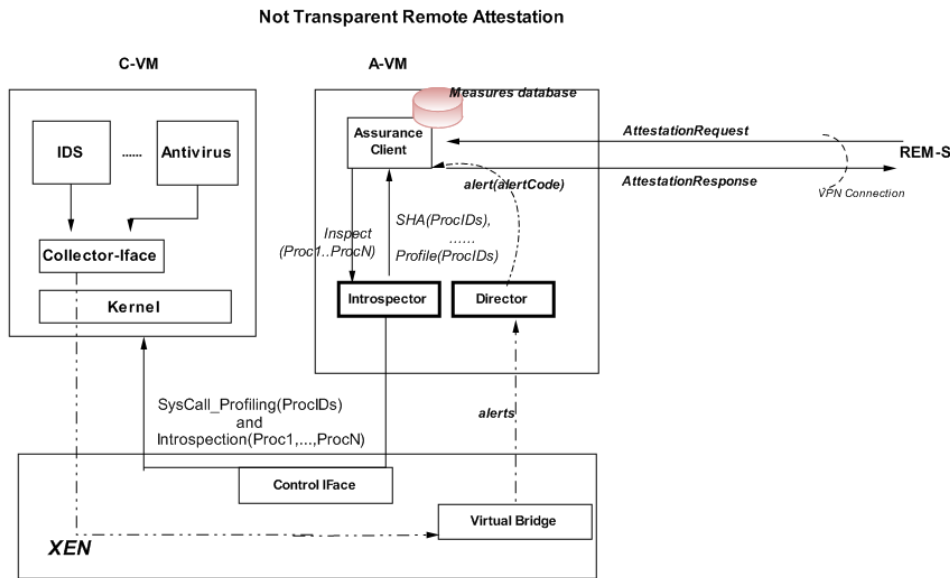 Not Transparent Remote Attestation
C-VM
A-VM
Measures database
IDS
......
Antivirus
Assurance
Client
AttestationRequest
REM-S
alert(alertCode)
AttestationResponse
VPN Connection
Inspect
(Proc1..ProcN)
SHA(ProcIDs),
......
Profile(ProcIDs)
Collector-Iface
Kernel
Introspector
Director
SysCall_Profiling(ProcIDs)
and
Introspection(Proc1,...,ProcN)
alerts
Control IFace
Virtual Bridge
XEN